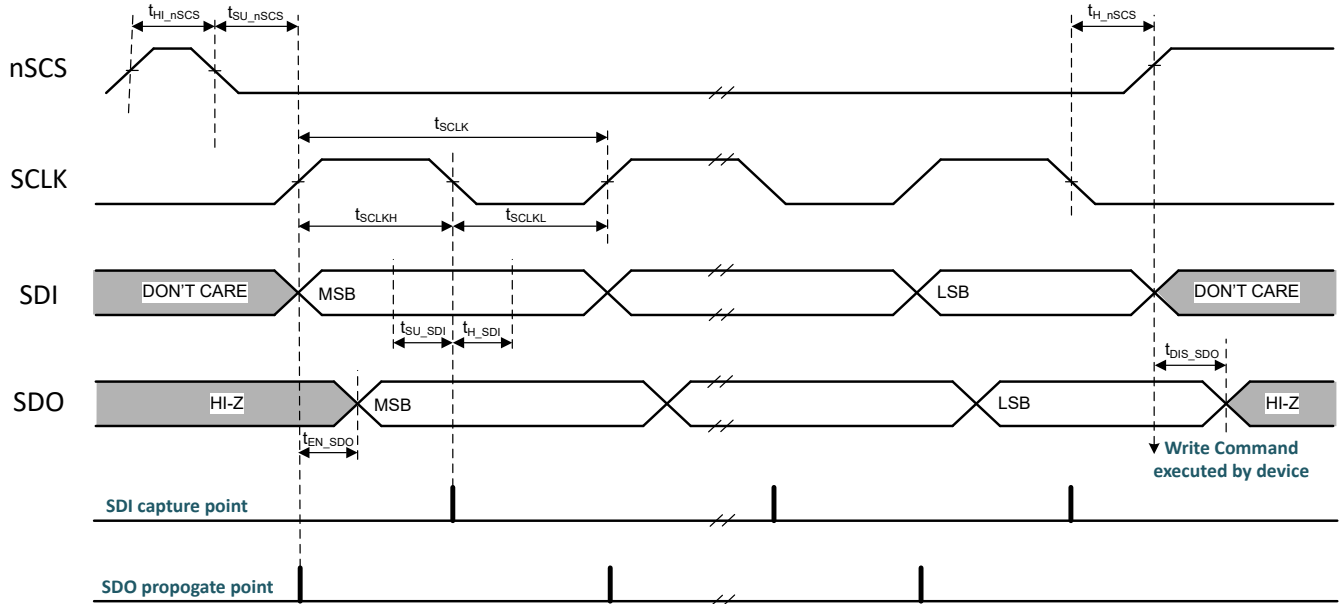 tHI_nSCS
tSU_nSCS
tH_nSCS
nSCS
tSCLK
SCLK
tSCLKH
tSCLKL
SDI
DON'T CARE
MSB
LSB
DON'T CARE
tSU_SDI
tH_SDI
tDIS_SDO
SDO
HI-Z
MSB
LSB
HI-Z
tEN_SDO
Write Command
executed by device
SDI capture point
SDO propogate point